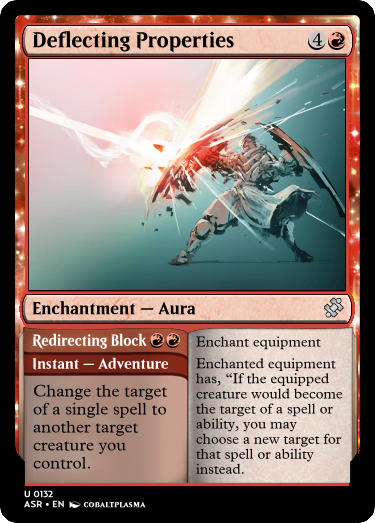 Deflecting Properties 4
Enchantment — Aura
Redirecting Block
Instant — Adventure
Change the target
of a single spell to
another target
creature you
control.
Enchant equipment
Enchanted equipment
has, “If the equipped
creature would become
the target of a spell or
ability, you may
choose a new target for
that spell or ability
instead.
U 0132
ASR • EN COBALTPLASMA